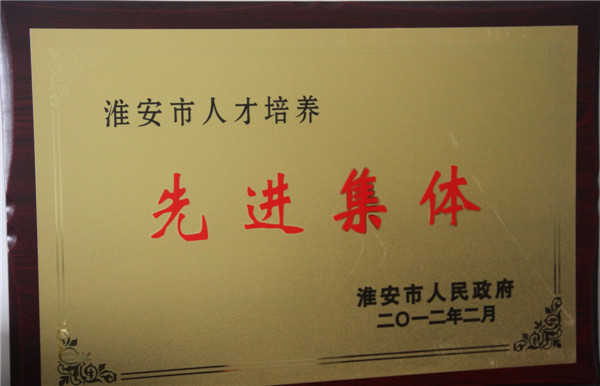 淮安市人才培养
先进集体
淮安市人民政府
二〇一二年二月